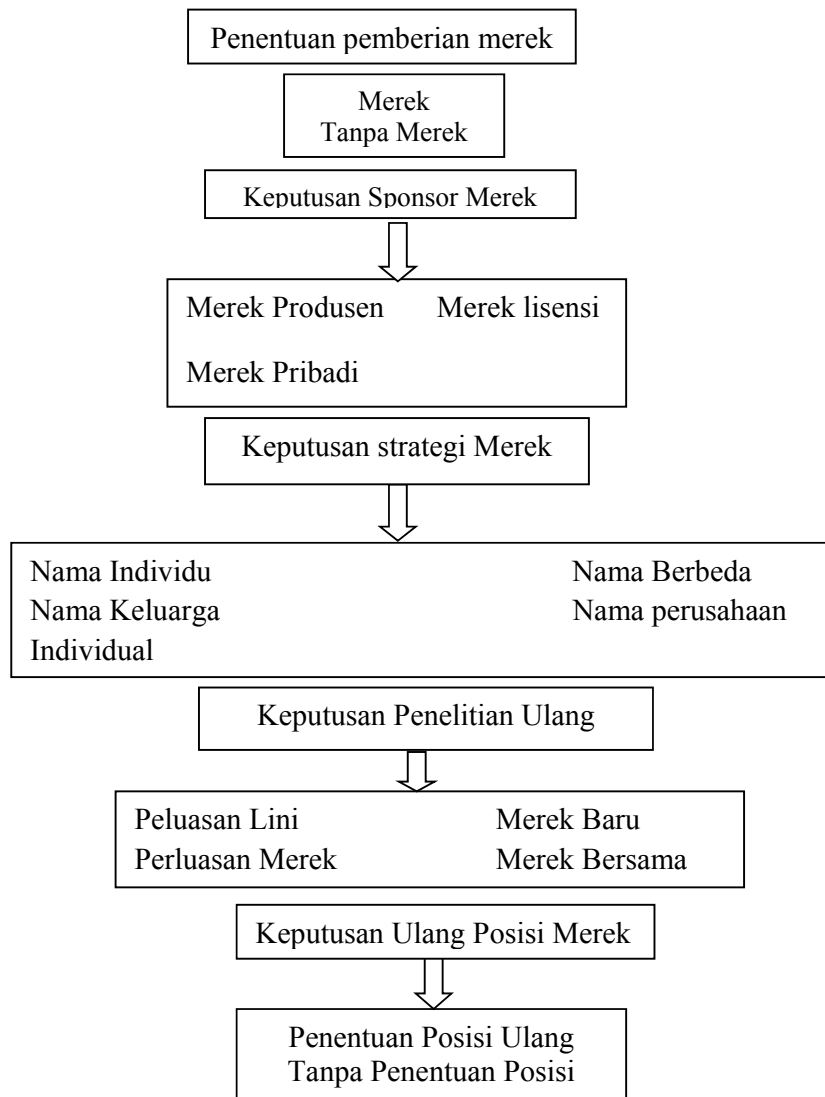 Penentuan pemberian merek
Merek
Tanpa Merek
Keputusan Sponsor Merek
Merek Produsen Merek lisensi
Merek Pribadi
Keputusan strategi Merek
Nama Individu Nama Berbeda
Nama Keluarga Nama perusahaan
Individual
Keputusan Penelitian Ulang
Peluasan Lini Merek Baru
Perluasan Merek Merek Bersama
Keputusan Ulang Posisi Merek
Penentuan Posisi Ulang
Tanpa Penentuan Posisi